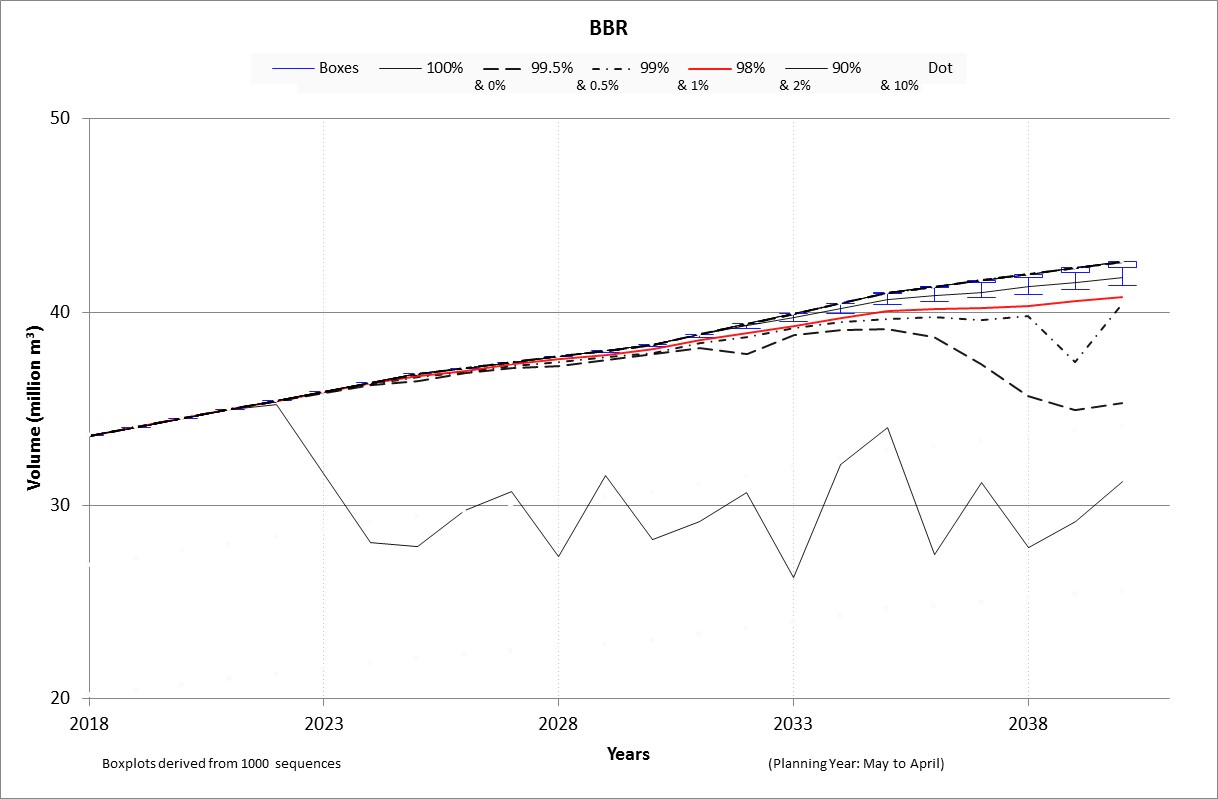 BBR
Boxes 100% 99.5% 99% 98% 90% Dot
& 0% & 0.5% & 1% & 2% & 10%
50
40
30
20
Volume (million m³)
2018 2023 2028 2033 2038
Years
Boxplots derived from 1000 sequences (Planning Year: May to April)